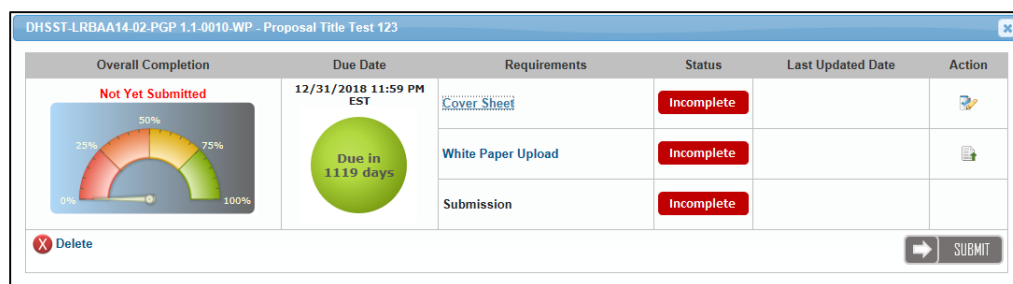 DHSST-LRBAA14-02-PGP 1.1-0010-WP - Proposal Title Test 123
Overall Completion
Due Date
Requirements
Status
Last Updated Date
Action
Not Yet Submitted
0%
25%
50%
75%
100%
12/31/2018 11:59 PM
EST
Due in
1119 days
Cover Sheet
Incomplete
White Paper Upload
Incomplete
Submission
Incomplete
Delete
SUBMIT